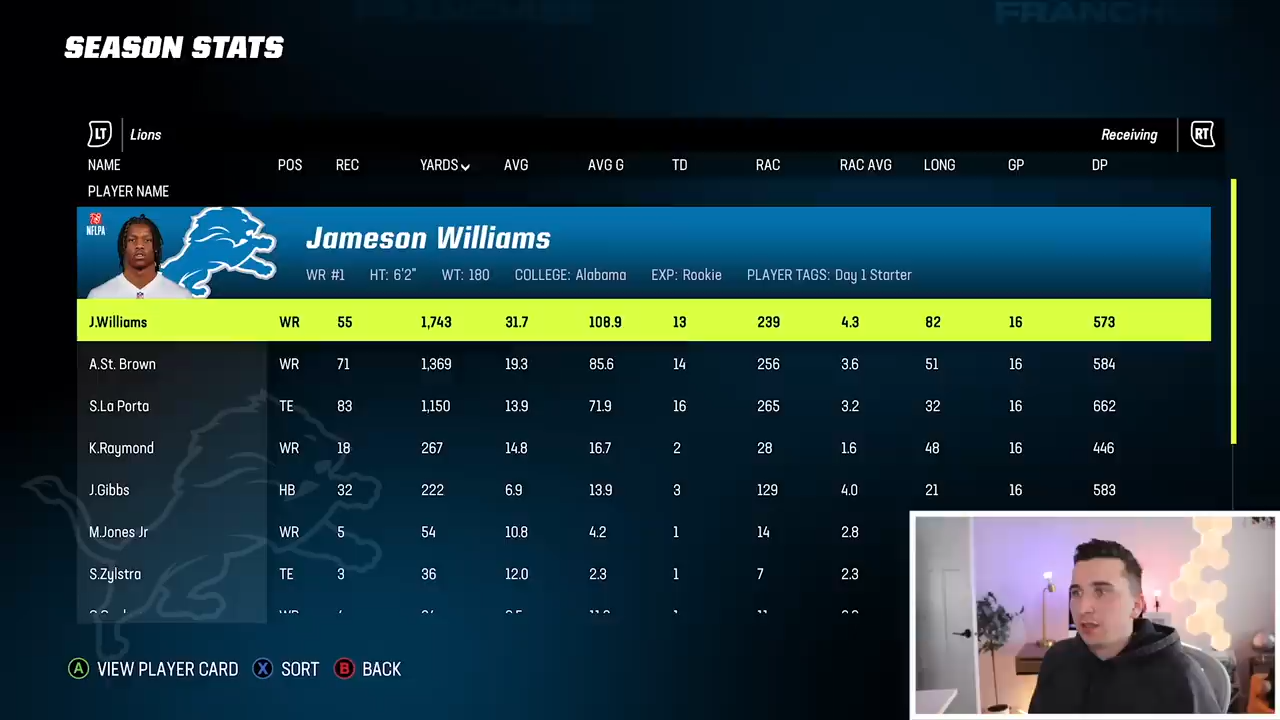 SEASON STATS
LT Lions Receiving RT
NAME POS REC YARDS AVG AVG G TD RAC RAC AVG LONG GP DP
PLAYER NAME
NFLPA
Jameson Williams
WR #1 HT: 6'2" WT: 180 COLLEGE: Alabama EXP: Rookie PLAYER TAGS: Day 1 Starter
J.Williams WR 55 1,743 31.7 108.9 13 239 4.3 82 16 573
A.St. Brown WR 71 1,369 19.3 85.6 14 256 3.6 51 16 584
S.La Porta TE 83 1,150 13.9 71.9 16 265 3.2 32 16 662
K.Raymond WR 18 267 14.8 16.7 2 28 1.6 48 16 446
J.Gibbs HB 32 222 6.9 13.9 3 129 4.0 21 16 583
M.Jones Jr WR 5 54 10.8 4.2 1 14 2.8
S.Zylstra TE 3 36 12.0 2.3 1 7 2.3
A VIEW PLAYER CARD X SORT B BACK